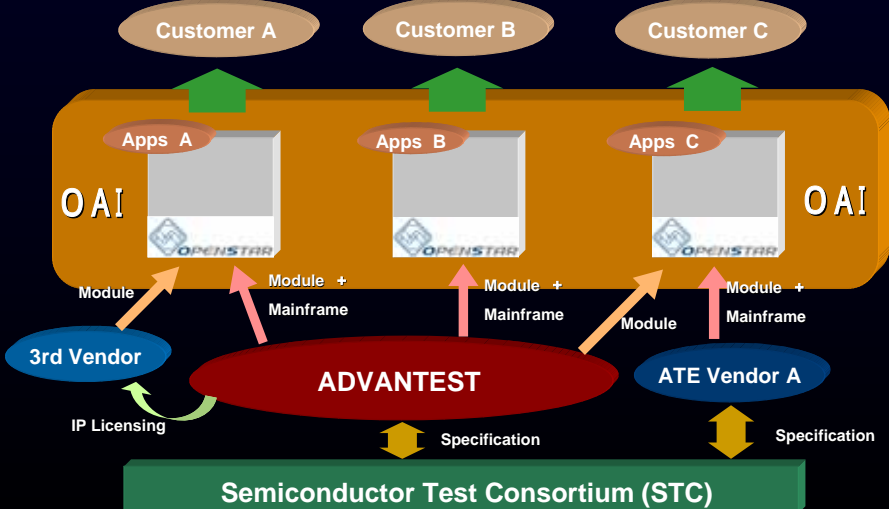 Customer A
Customer B
Customer C
Apps A
Apps B
Apps C
OAI
OAI
OPENSTAR
OPENSTAR
OPENSTAR
Module
Module +
Mainframe
Module +
Mainframe
Module
Module +
Mainframe
3rd Vendor
ADVANTEST
ATE Vendor A
IP Licensing
Specification
Specification
Semiconductor Test Consortium (STC)